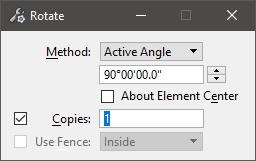 Rotate
Method: Active Angle
90°00'00.0"
About Element Center
Copies: 1
Use Fence: Inside